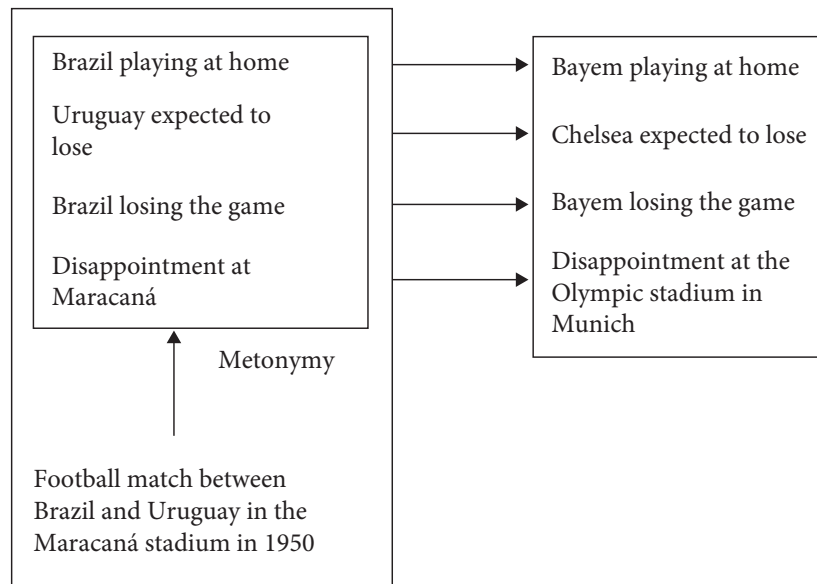 Brazil playing at home
Uruguay expected to
lose
Brazil losing the game
Disappointment at
Maracaná
Metonymy
Football match between
Brazil and Uruguay in the
Maracaná stadium in 1950
Bayem playing at home
Chelsea expected to lose
Bayem losing the game
Disappointment at the
Olympic stadium in
Munich